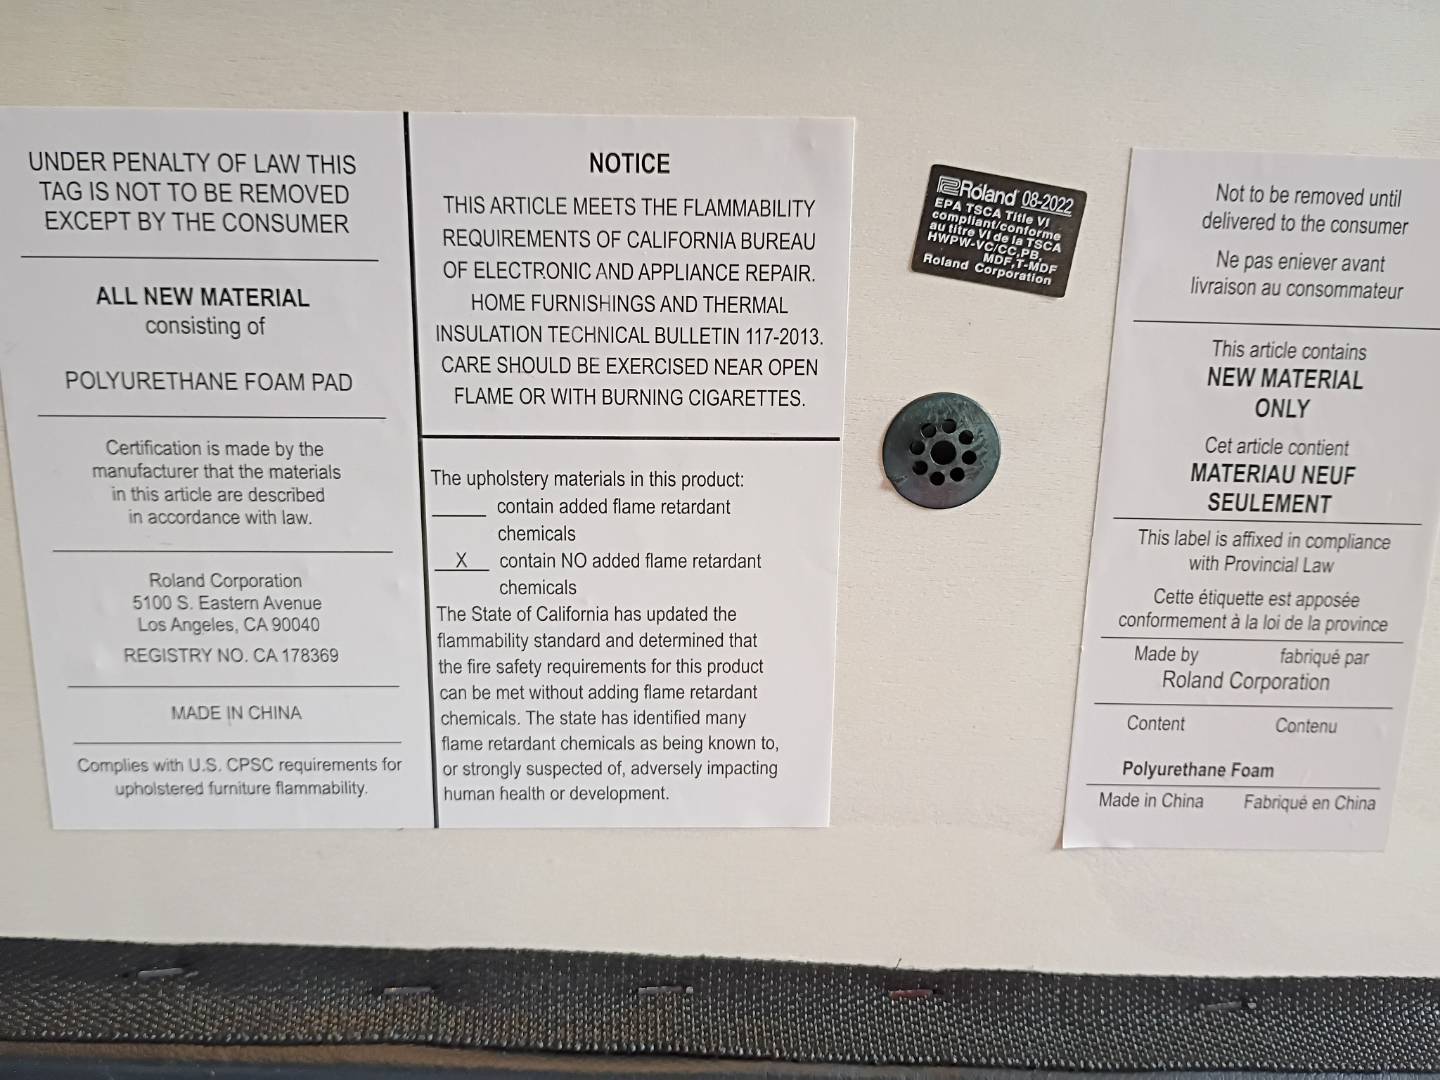 UNDER PENALTY OF LAW THIS
TAG IS NOT TO BE REMOVED
EXCEPT BY THE CONSUMER
ALL NEW MATERIAL
consisting of
POLYURETHANE FOAM PAD
Certification is made by the
manufacturer that the materials
in this article are described
in accordance with law.
Roland Corporation
5100 S. Eastern Avenue
Los Angeles, CA 90040
REGISTRY NO. CA 178369
MADE IN CHINA
Complies with U.S. CPSC requirements for
upholstered furniture flammability.
NOTICE
THIS ARTICLE MEETS THE FLAMMABILITY
REQUIREMENTS OF CALIFORNIA BUREAU
OF ELECTRONIC AND APPLIANCE REPAIR.
HOME FURNISHINGS AND THERMAL
INSULATION TECHNICAL BULLETIN 117-2013.
CARE SHOULD BE EXERCISED NEAR OPEN
FLAME OR WITH BURNING CIGARETTES.
The upholstery materials in this product:
contain added flame retardant
chemicals
X contain NO added flame retardant
chemicals
The State of California has updated the
flammability standard and determined that
the fire safety requirements for this product
can be met without adding flame retardant
chemicals. The state has identified many
flame retardant chemicals as being known to,
or strongly suspected of, adversely impacting
human health or development.
Roland 08-2022
EPA TSCA Title VI
compliant/conforme
au titre VI de la TSCA
HWPW-VC/CC,PB,
MDF,T-MDF
Roland Corporation
Not to be removed until
delivered to the consumer
Ne pas eniever avant
livraison au consommateur
This article contains
NEW MATERIAL
ONLY
Cet article contient
MATERIAU NEUF
SEULEMENT
This label is affixed in compliance
with Provincial Law
Cette étiquette est apposée
conformement à la loi de la province
Made by fabriqué par
Roland Corporation
Content Contenu
Polyurethane Foam
Made in China Fabriqué en China